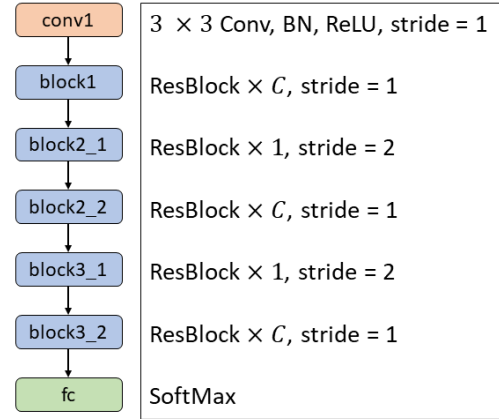 conv1 3 × 3 Conv, BN, ReLU, stride = 1
block1 ResBlock × C, stride = 1
block2_1 ResBlock × 1, stride = 2
block2_2 ResBlock × C, stride = 1
block3_1 ResBlock × 1, stride = 2
block3_2 ResBlock × C, stride = 1
fc SoftMax